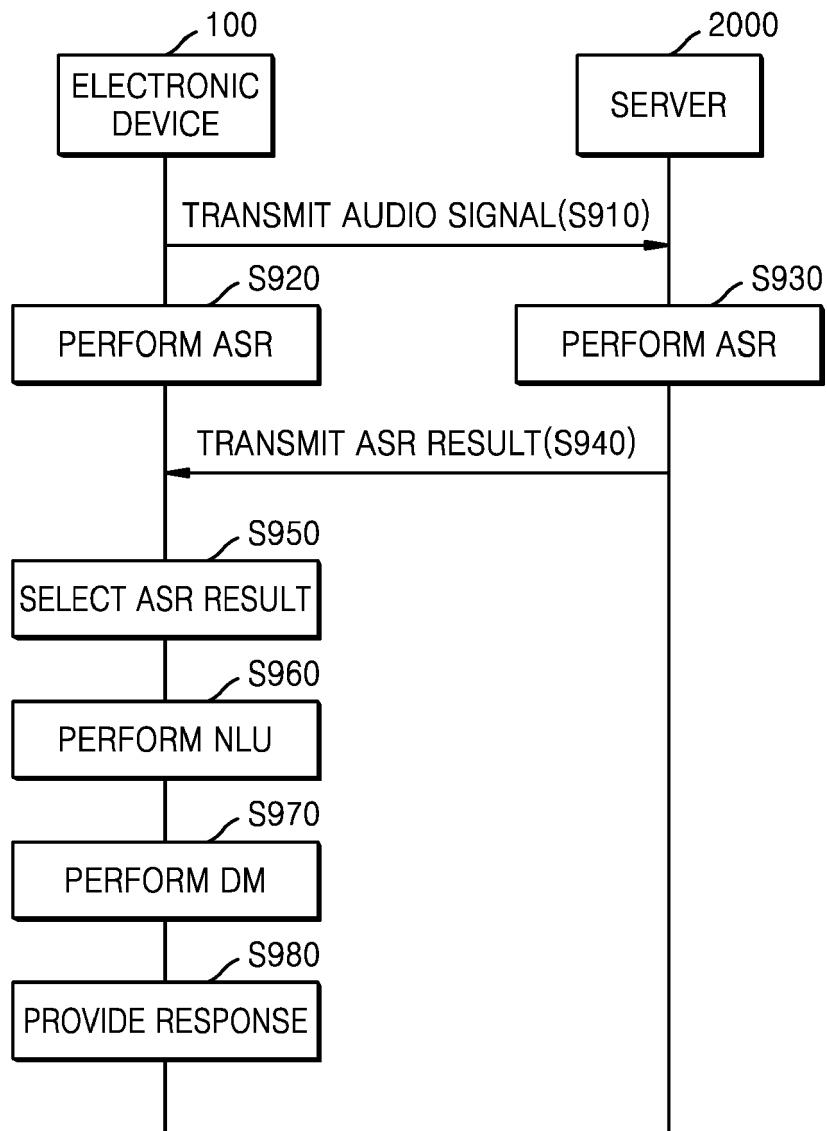 100
2000
ELECTRONIC
DEVICE
SERVER
TRANSMIT AUDIO SIGNAL(S910)
S920
S930
PERFORM ASR
PERFORM ASR
TRANSMIT ASR RESULT(S940)
S950
SELECT ASR RESULT
S960
PERFORM NLU
S970
PERFORM DM
S980
PROVIDE RESPONSE